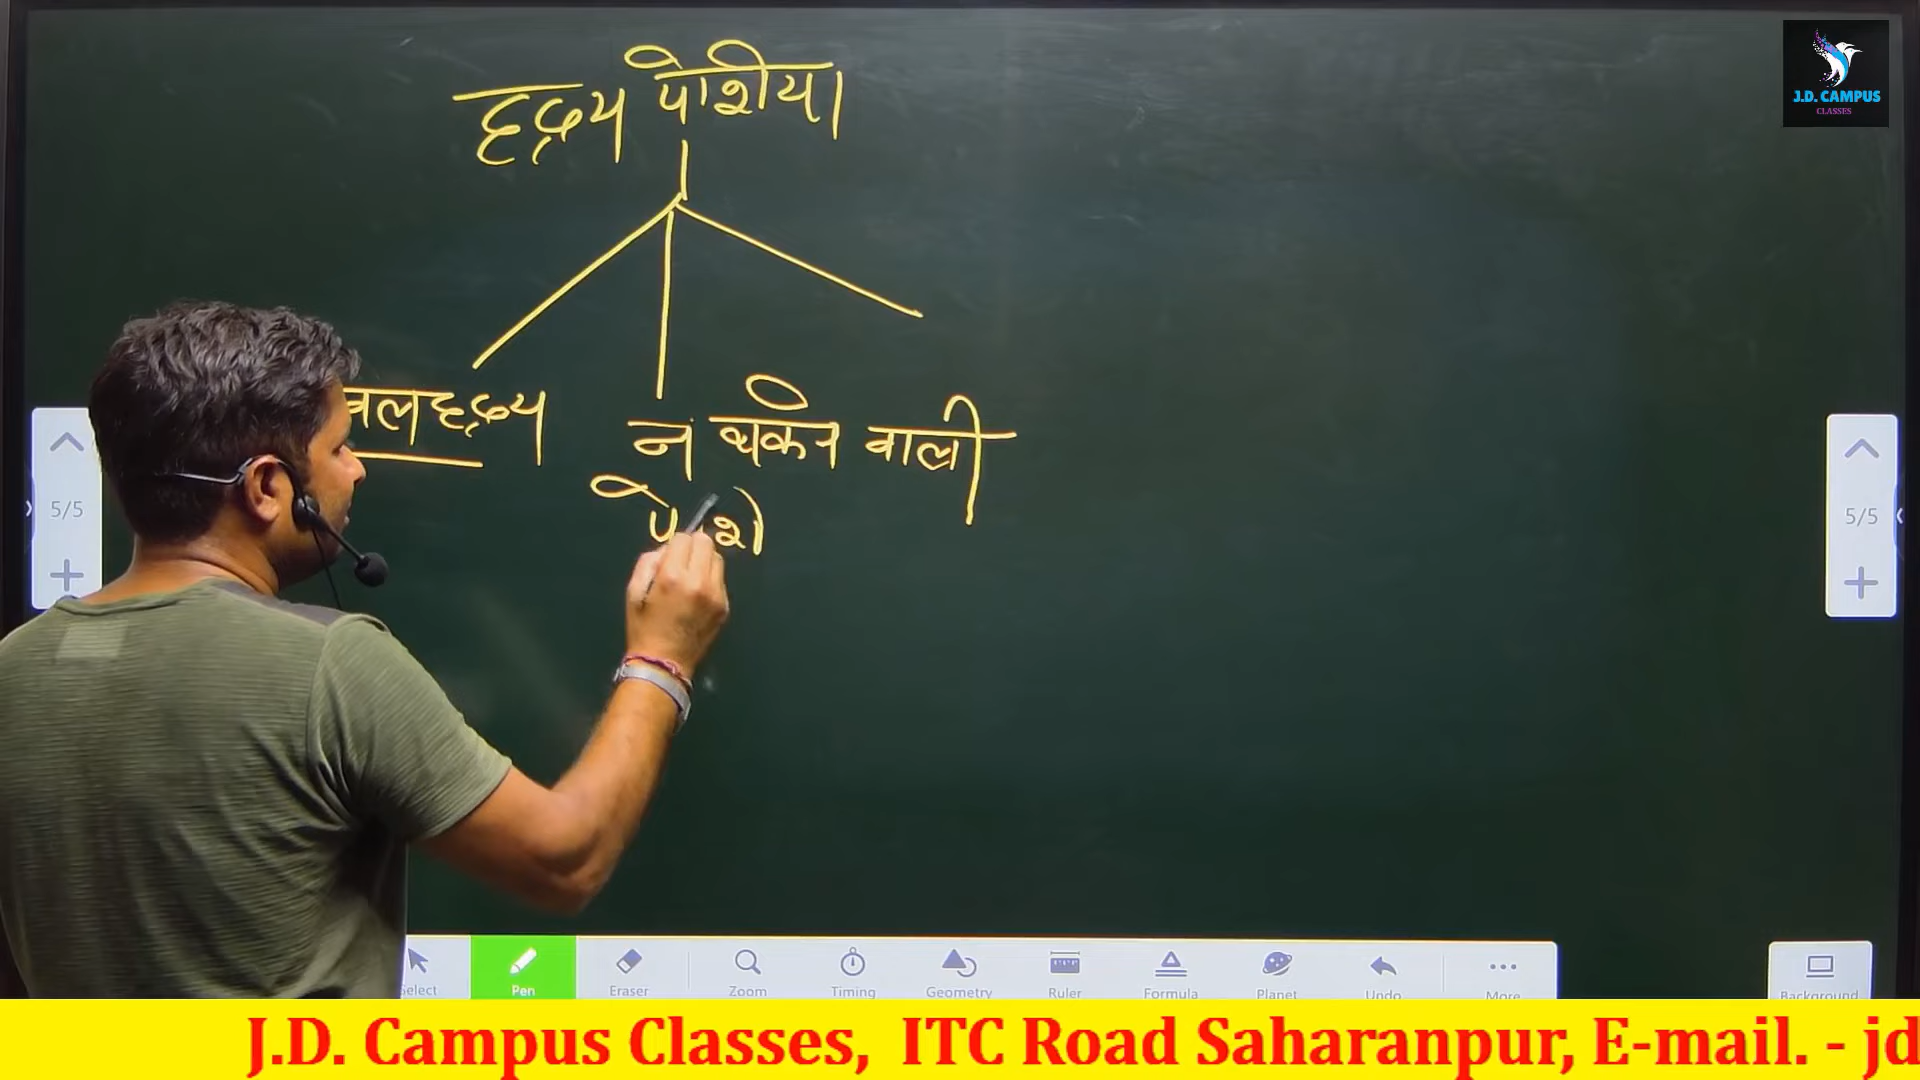 हृदय पेशीया
हृदय
न थकने वाली
पेशी
J.D. CAMPUS
CLASSES
5/5
5/5
Select
Pen
Eraser
Zoom
Timing
Geometry
Ruler
Formula
Planet
Undo
More
Background
J.D. Campus Classes, ITC Road Saharanpur, E-mail. - jd